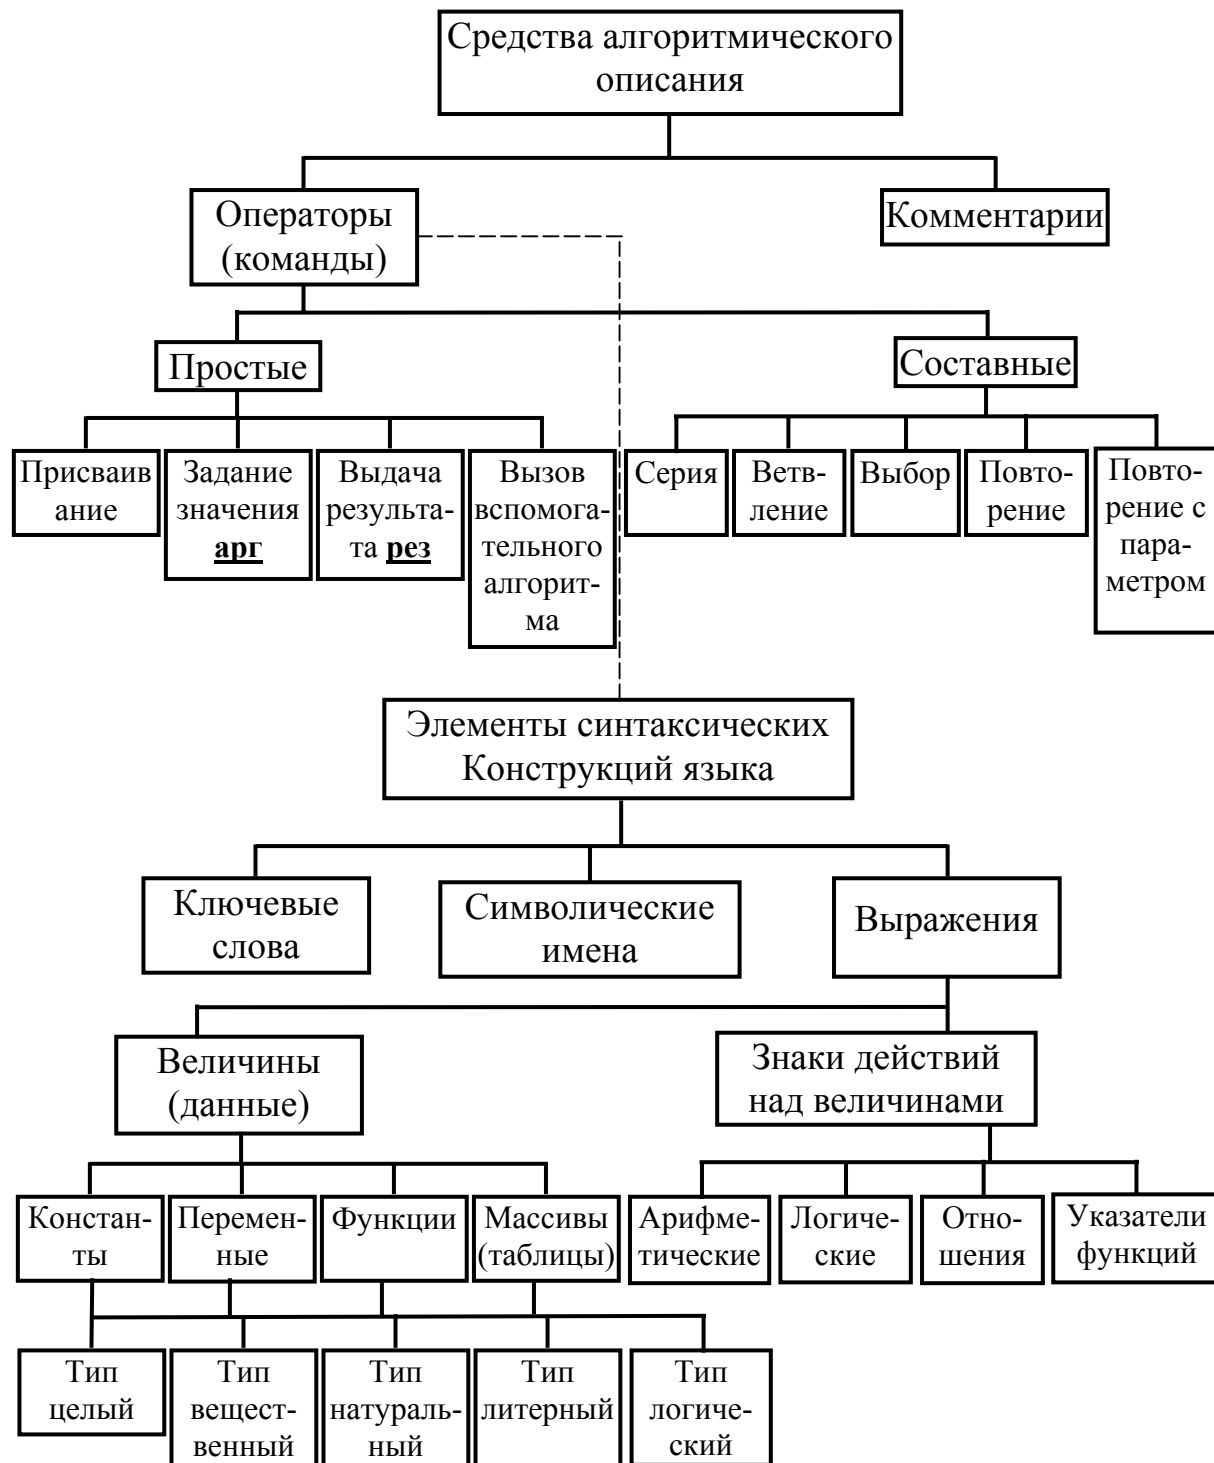 Средства алгоритмического
описания
Операторы
(команды)
Комментарии
Простые
Составные
Присваив
ание
Задание
значения
арг
Выдача
результа-
та рез
Вызов
вспомога-
тельного
алгорит-
ма
Серия
Ветв-
ление
Выбор
Повто-
рение
Повто-
рение с
пара-
метром
Элементы синтаксических
Конструкций языка
Ключевые
слова
Символические
имена
Выражения
Величины
(данные)
Знаки действий
над величинами
Констан-
ты
Перемен-
ные
Функции
Массивы
(таблицы)
Арифме-
тические
Логиче-
ские
Отно-
шения
Указатели
функций
Тип
целый
Тип
вещест-
венный
Тип
натураль-
ный
Тип
литерный
Тип
логиче-
ский